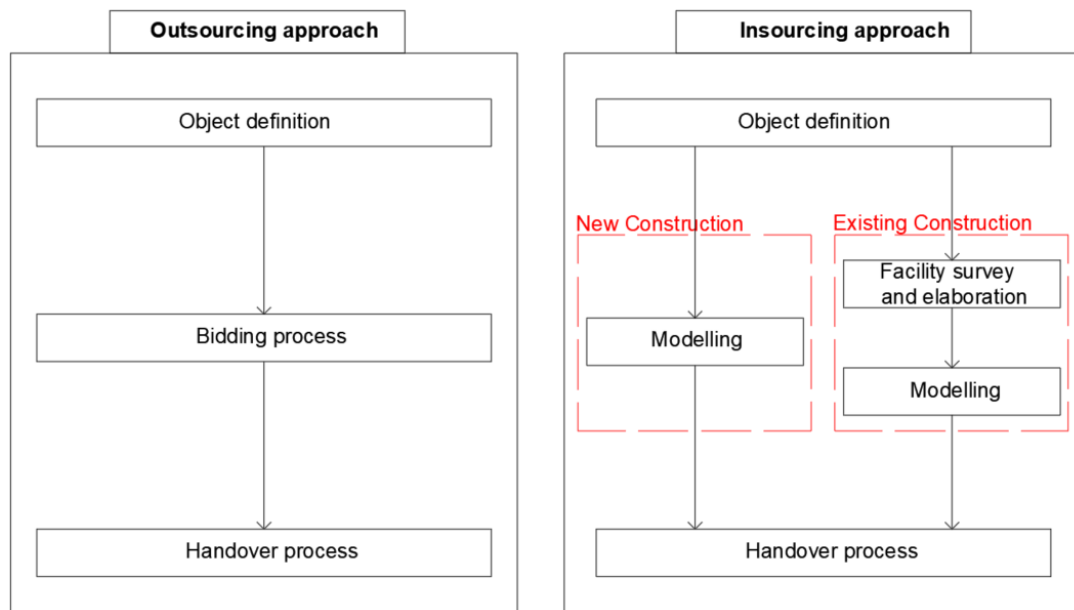 Outsourcing approach
Object definition
Bidding process
Handover process
Insourcing approach
Object definition
New Construction
Modelling
Existing Construction
Facility survey
and elaboration
Modelling
Handover process